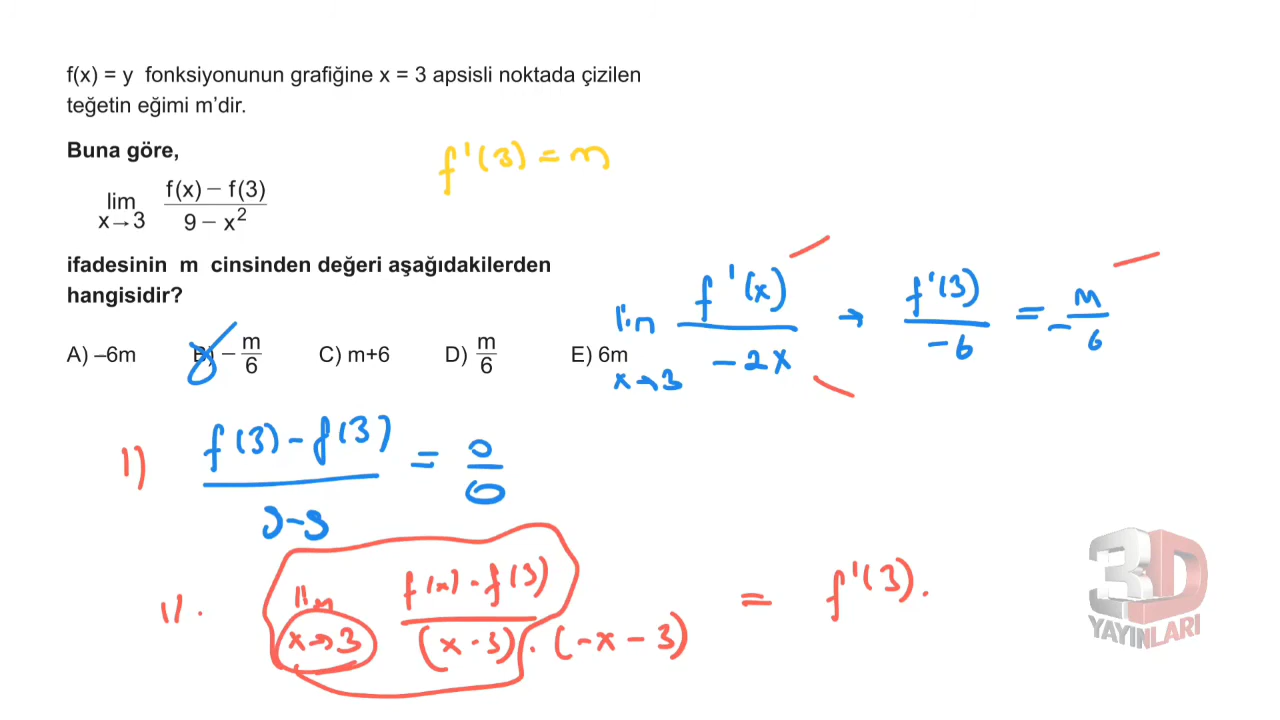 f(x) = y fonksiyonunun grafiğine x = 3 apsisli noktada çizilen
teğetin eğimi m’dir.
Buna göre,
f'(3) = m
lim x→3 f(x) – f(3) / 9 – x²
ifadesinin m cinsinden değeri aşağıdakilerden
hangisidir?
lim x→3 f'(x) / -2x → f'(3) / -6 = - m / 6
A) –6m B) – m/6 C) m+6 D) m/6 E) 6m
1) f(3) - f(3) / 9-9 = 0 / 0
11. lim x→3 f(x) - f(3) / (x-3) . (-x-3) = f'(3).
3D
YAYINLARI